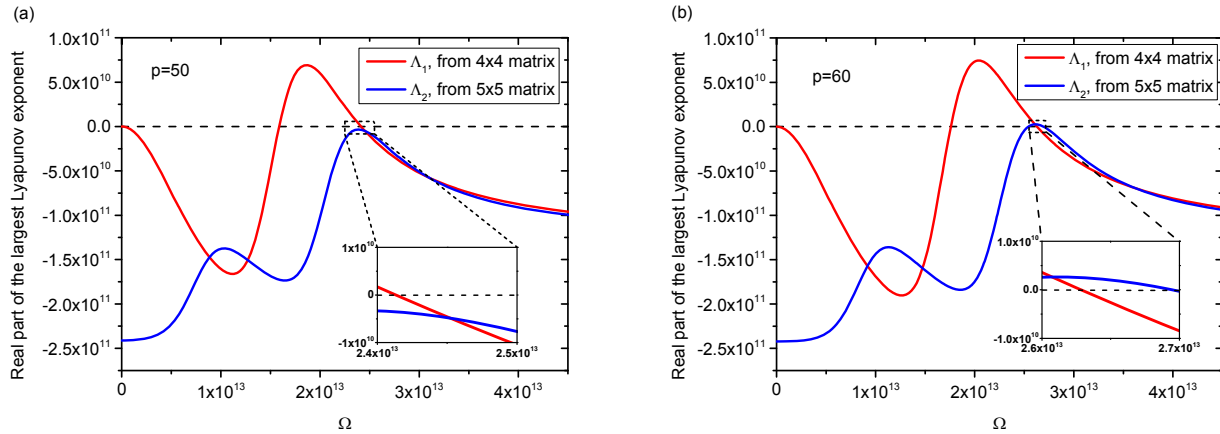 (a)
Real part of the largest Lyapunov exponent
1.0x10¹¹
5.0x10¹⁰
0.0
-5.0x10¹⁰
-1.0x10¹¹
-1.5x10¹¹
-2.0x10¹¹
-2.5x10¹¹
p=50
Λ₁, from 4x4 matrix
Λ₂, from 5x5 matrix
1x10¹⁰
0
-1x10¹⁰
2.4x10¹³
2.5x10¹³
0
1x10¹³
2x10¹³
3x10¹³
4x10¹³
Ω
(b)
Real part of the largest Lyapunov exponent
1.0x10¹¹
5.0x10¹⁰
0.0
-5.0x10¹⁰
-1.0x10¹¹
-1.5x10¹¹
-2.0x10¹¹
-2.5x10¹¹
p=60
Λ₁, from 4x4 matrix
Λ₂, from 5x5 matrix
1.0x10¹⁰
0.0
-1.0x10¹⁰
2.6x10¹³
2.7x10¹³
0
1x10¹³
2x10¹³
3x10¹³
4x10¹³
Ω